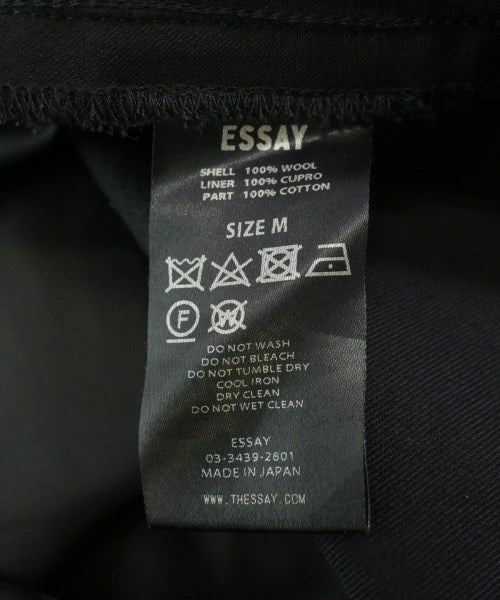 ESSAY
SHELL 100% WOOL
LINER 100% CUPRO
PART 100% COTTON
SIZE M
F W
DO NOT WASH
DO NOT BLEACH
DO NOT TUMBLE DRY
COOL IRON
DRY CLEAN
DO NOT WET CLEAN
ESSAY
03-3439-2801
MADE IN JAPAN
WWW.THESSAY.COM